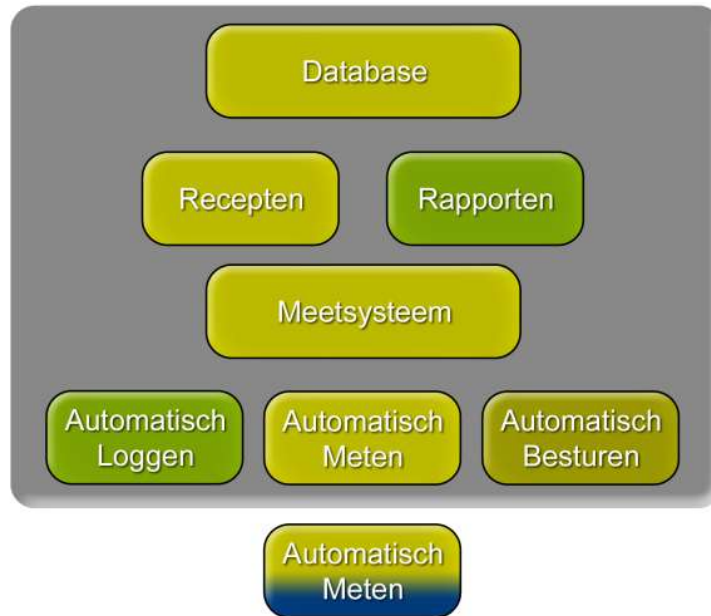 Database
Recepten
Rapporten
Meetsysteem
Automatisch
Loggen
Automatisch
Meten
Automatisch
Besturen
Automatisch
Meten